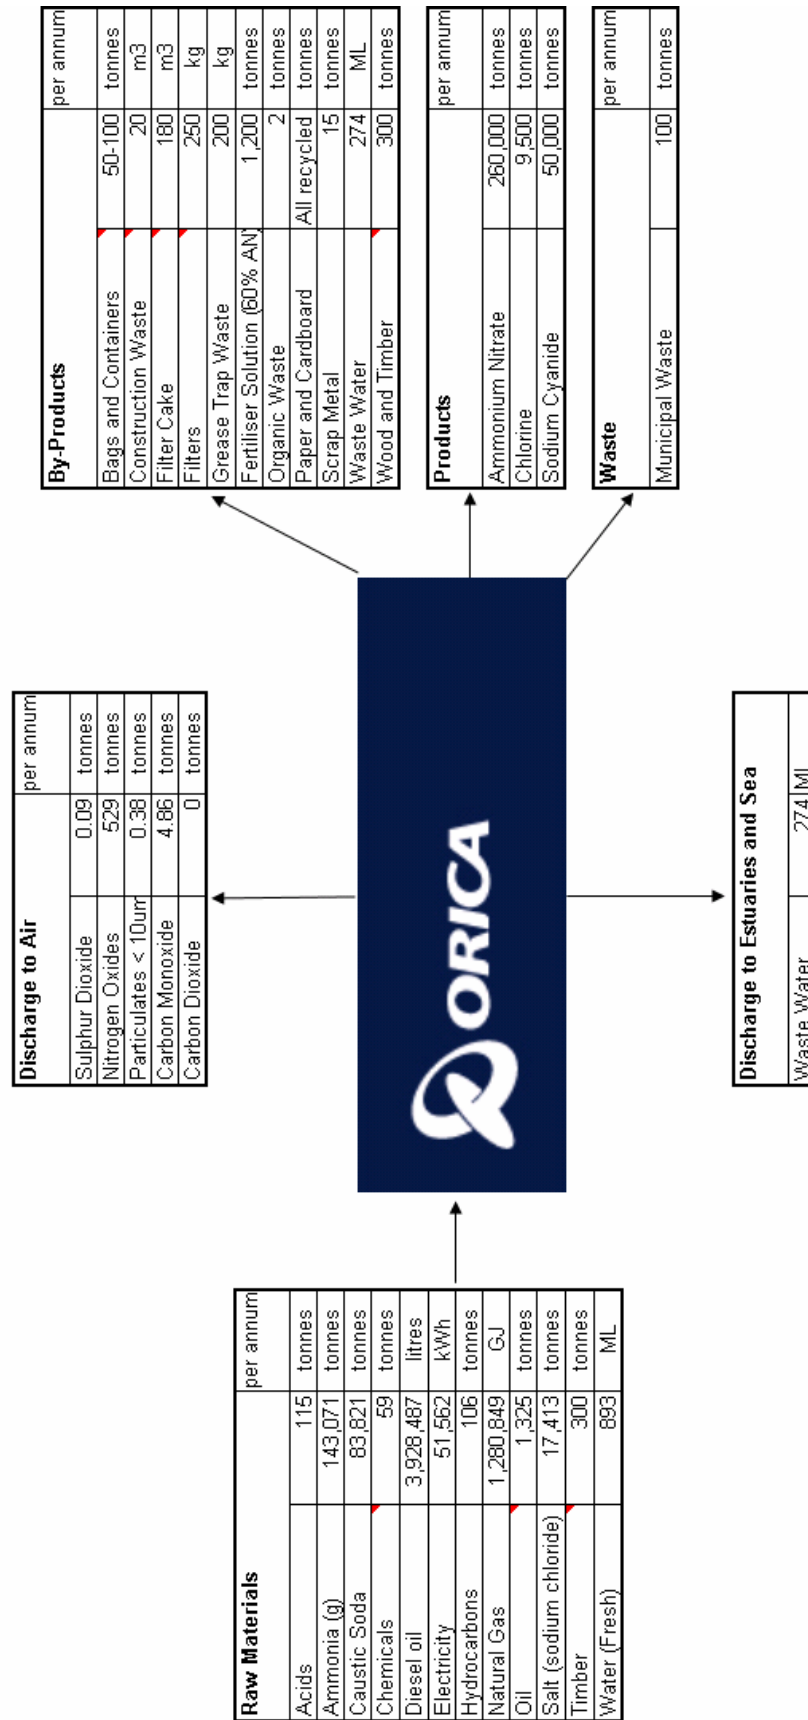 Raw Materials per annum
Acids 115 tonnes
Ammonia (g) 143,071 tonnes
Caustic Soda 83,821 tonnes
Chemicals 59 tonnes
Diesel oil 3,928,487 litres
Electricity 51,562 kWh
Hydrocarbons 106 tonnes
Natural Gas 1,280,849 GJ
Oil 1,325 tonnes
Salt (sodium chloride) 17,413 tonnes
Timber 300 tonnes
Water (Fresh) 893 ML
Discharge to Air per annum
Sulphur Dioxide 0.09 tonnes
Nitrogen Oxides 529 tonnes
Particulates < 10um 0.38 tonnes
Carbon Monoxide 4.86 tonnes
Carbon Dioxide 0 tonnes
ORICA
Discharge to Estuaries and Sea
Waste Water 274 ML
By-Products per annum
Bags and Containers 50-100 tonnes
Construction Waste 20 m3
Filter Cake 180 m3
Filters 250 kg
Grease Trap Waste 200 kg
Fertiliser Solution (60% AN) 1,200 tonnes
Organic Waste 2 tonnes
Paper and Cardboard All recycled tonnes
Scrap Metal 15 tonnes
Waste Water 274 ML
Wood and Timber 300 tonnes
Products per annum
Ammonium Nitrate 260,000 tonnes
Chlorine 9,500 tonnes
Sodium Cyanide 50,000 tonnes
Waste per annum
Municipal Waste 100 tonnes